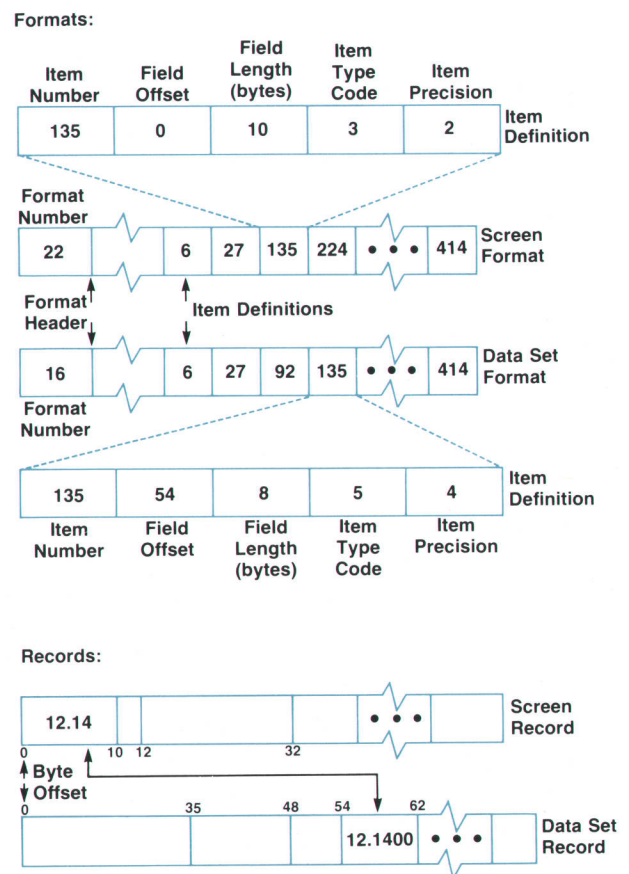 Formats:
Item Number
Field Offset
Field Length (bytes)
Item Type Code
Item Precision
135 0 10 3 2
Item Definition
Format Number
22 6 27 135 224 • • • 414
Screen Format
Format Header
Item Definitions
16 6 27 92 135 • • • 414
Data Set Format
Format Number
135 54 8 5 4
Item Definition
Item Number
Field Offset
Field Length (bytes)
Item Type Code
Item Precision
Records:
12.14 • • •
Screen Record
0 10 12 32
Byte Offset
0 35 48 54 62
12.1400 • • •
Data Set Record